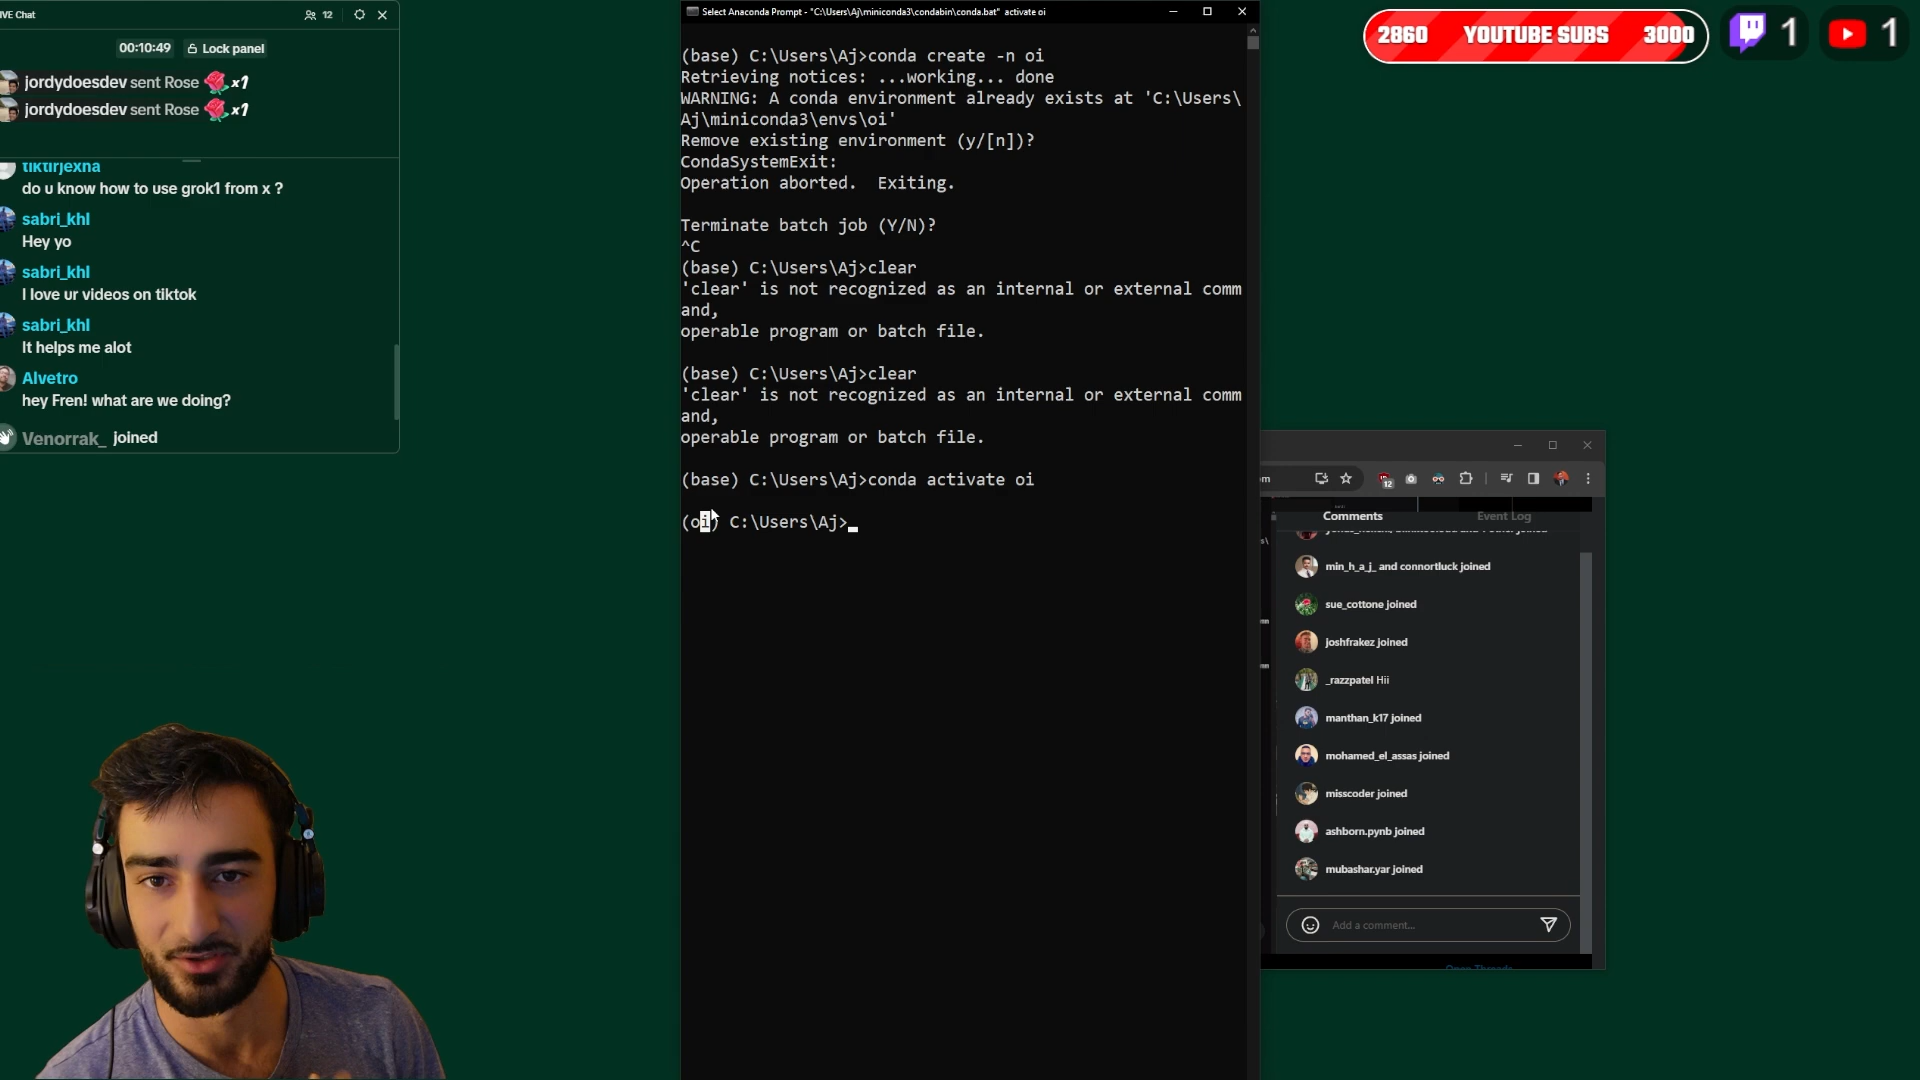 IVE Chat
12
00:10:49
Lock panel
jordydoesdev sent Rose x1
jordydoesdev sent Rose x1
tiktirjexna
do u know how to use grok1 from x ?
sabri_khl
Hey yo
sabri_khl
I love ur videos on tiktok
sabri_khl
It helps me alot
Alvetro
hey Fren! what are we doing?
Venorrak_ joined
Select Anaconda Prompt - "C:\Users\Aj\miniconda3\condabin\conda.bat" activate oi
(base) C:\Users\Aj>conda create -n oi
Retrieving notices: ...working... done
WARNING: A conda environment already exists at 'C:\Users\
Aj\miniconda3\envs\oi'
Remove existing environment (y/[n])?
CondaSystemExit:
Operation aborted.  Exiting.
Terminate batch job (Y/N)?
^C
(base) C:\Users\Aj>clear
'clear' is not recognized as an internal or external comm
and,
operable program or batch file.
(base) C:\Users\Aj>clear
'clear' is not recognized as an internal or external comm
and,
operable program or batch file.
(base) C:\Users\Aj>conda activate oi
(oi) C:\Users\Aj>_
2860 YOUTUBE SUBS 3000
1
1
om
12
Comments
Event Log
min_h_a_j_ and connortluck joined
sue_cottone joined
joshfrakez joined
_razzpatel Hii
manthan_k17 joined
mohamed_el_assas joined
misscoder joined
ashborn.pynb joined
mubashar.yar joined
Add a comment...